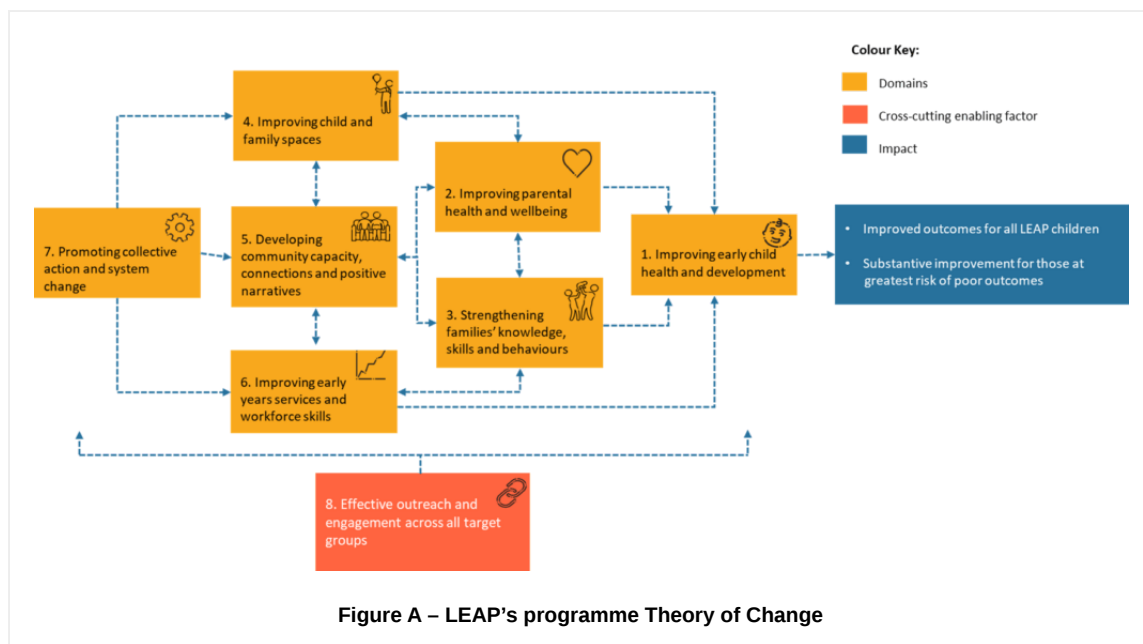 Colour Key:
Domains
Cross-cutting enabling factor
Impact
4. Improving child and
family spaces
2. Improving parental
health and wellbeing
7. Promoting collective
action and system
change
5. Developing
community capacity,
connections and positive
narratives
1. Improving early child
health and development
• Improved outcomes for all LEAP children
• Substantive improvement for those at
greatest risk of poor outcomes
3. Strengthening
families’ knowledge,
skills and behaviours
6. Improving early
years services and
workforce skills
8. Effective outreach and
engagement across all target
groups
Figure A – LEAP’s programme Theory of Change